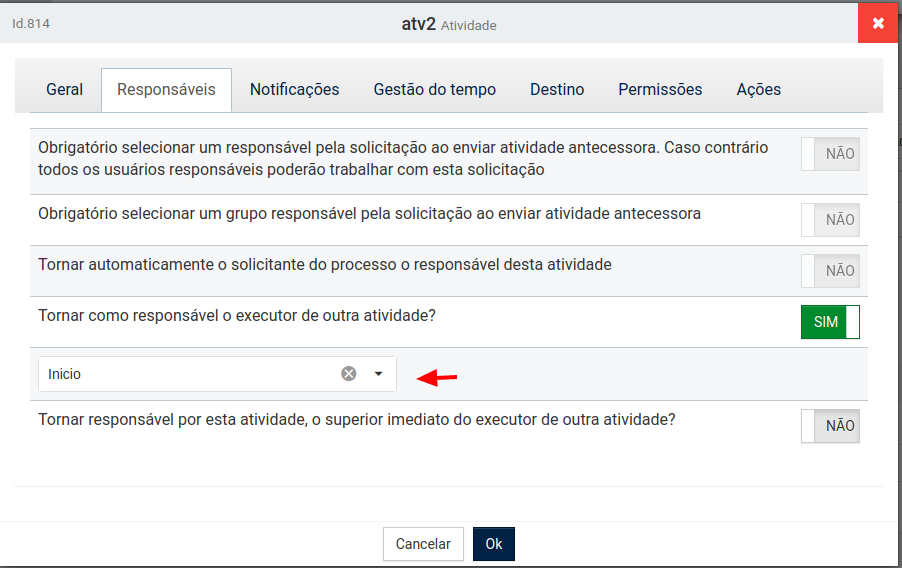 Id.814
atv2 Atividade
Geral Responsáveis Notificações Gestão do tempo Destino Permissões Ações
Obrigatório selecionar um responsável pela solicitação ao enviar atividade antecessora. Caso contrário
todos os usuários responsáveis poderão trabalhar com esta solicitação
NÃO
Obrigatório selecionar um grupo responsável pela solicitação ao enviar atividade antecessora
NÃO
Tornar automaticamente o solicitante do processo o responsável desta atividade
NÃO
Tornar como responsável o executor de outra atividade?
SIM
Inicio
Tornar responsável por esta atividade, o superior imediato do executor de outra atividade?
NÃO
Cancelar Ok